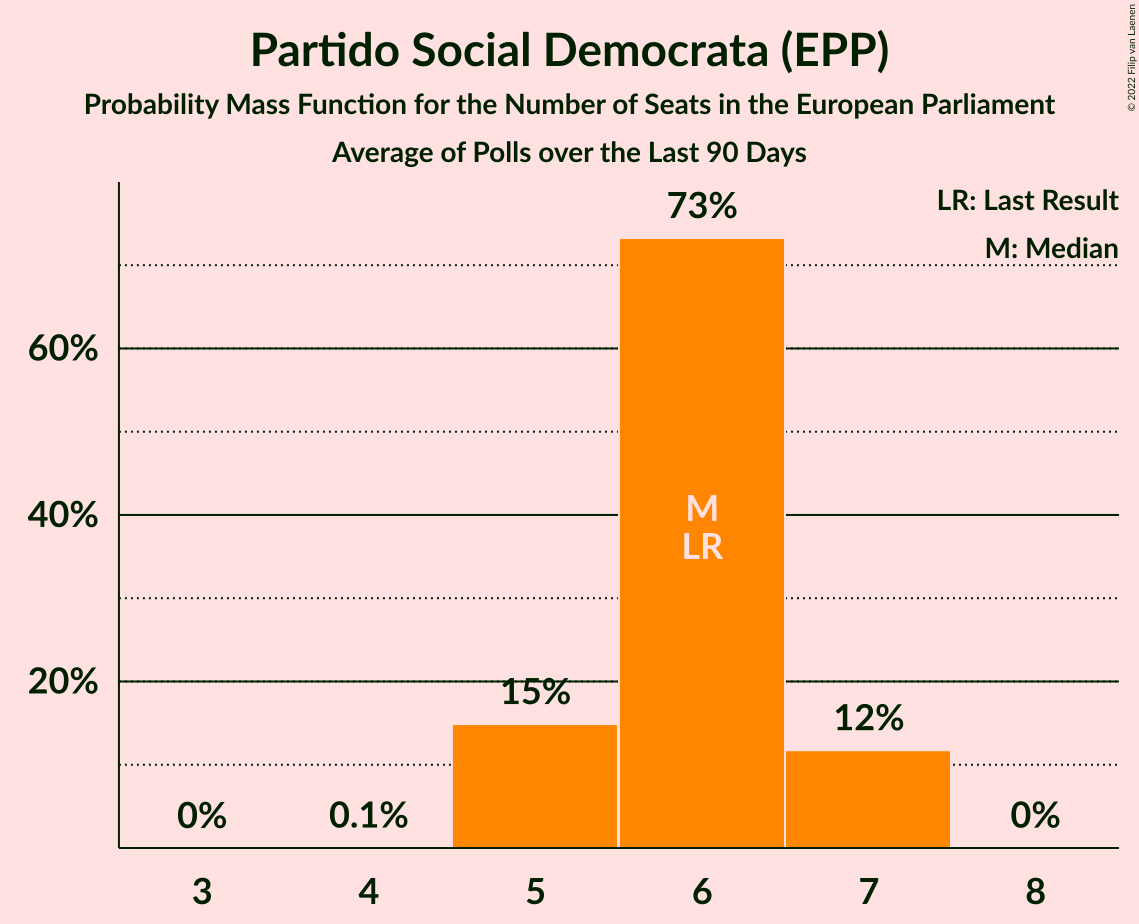 Partido Social Democrata (EPP)
Probability Mass Function for the Number of Seats in the European Parliament
Average of Polls over the Last 90 Days
© 2022 Filip van Laenen
LR: Last Result
M: Median
60%
40%
20%
0%
0.1%
15%
73%
12%
0%
M
LR
3 4 5 6 7 8